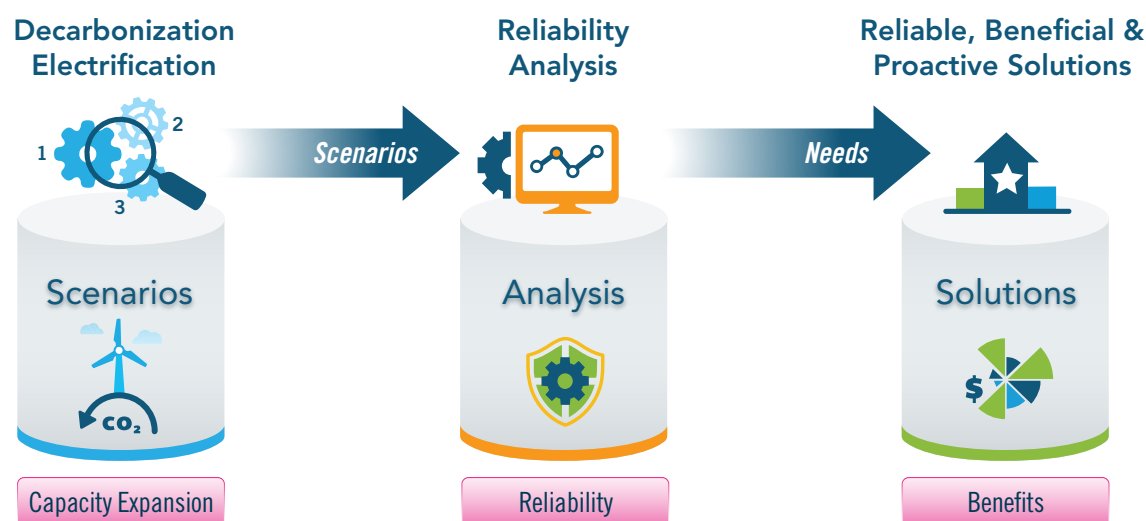 Decarbonization
Electrification
Reliability
Analysis
Reliable, Beneficial &
Proactive Solutions
1
2
3
Scenarios
Needs
Scenarios
Analysis
Solutions
CO₂
$
Capacity Expansion
Reliability
Benefits